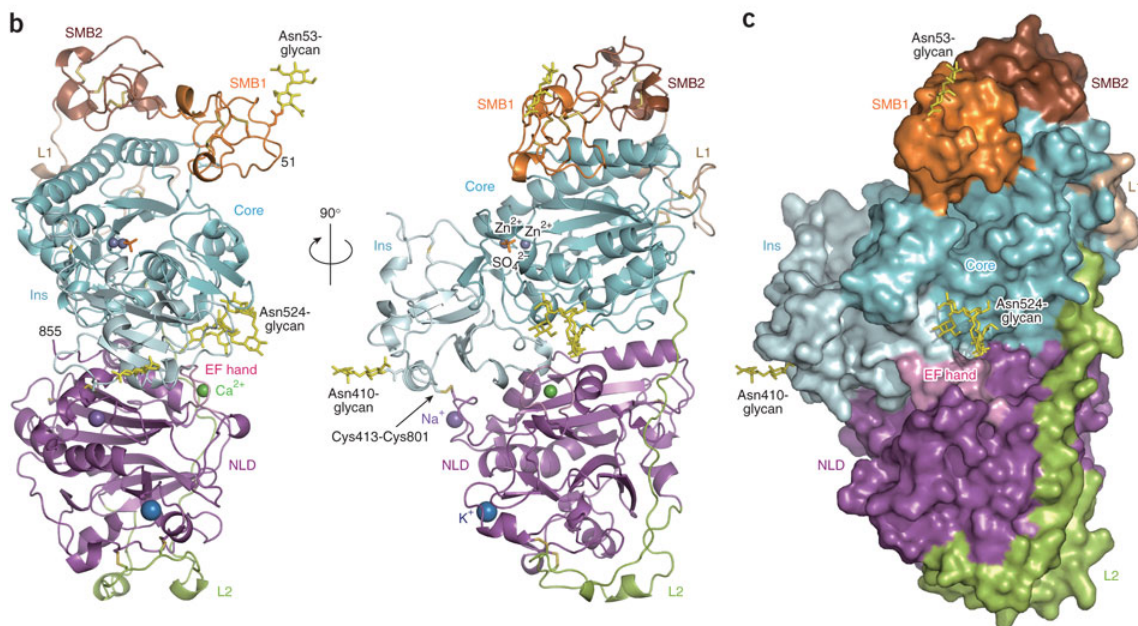 b
SMB2
Asn53-
glycan
SMB1
L1
51
Core
Ins
Asn524-
glycan
855
EF hand
Ca²⁺
NLD
L2
90°
SMB1
SMB2
L1
Core
Zn²⁺
Zn²⁺
SO₄²⁻
Ins
Asn410-
glycan
Na⁺
Cys413-Cys801
NLD
K⁺
L2
c
Asn53-
glycan
SMB2
SMB1
L1
Ins
Core
Asn524-
glycan
EF hand
Asn410-
glycan
NLD
L2